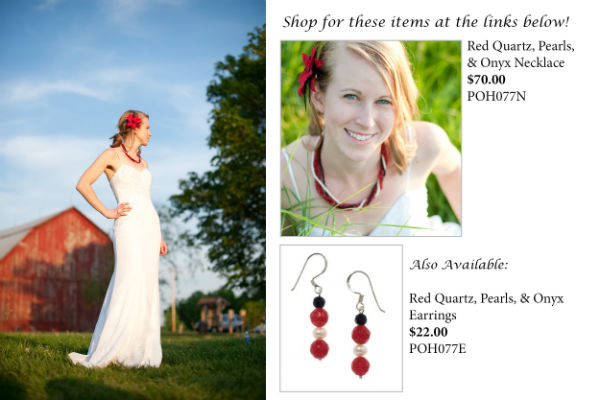 Shop for these items at the links below!
Red Quartz, Pearls,
& Onyx Necklace
$70.00
POH077N
Also Available:
Red Quartz, Pearls, & Onyx
Earrings
$22.00
POH077E